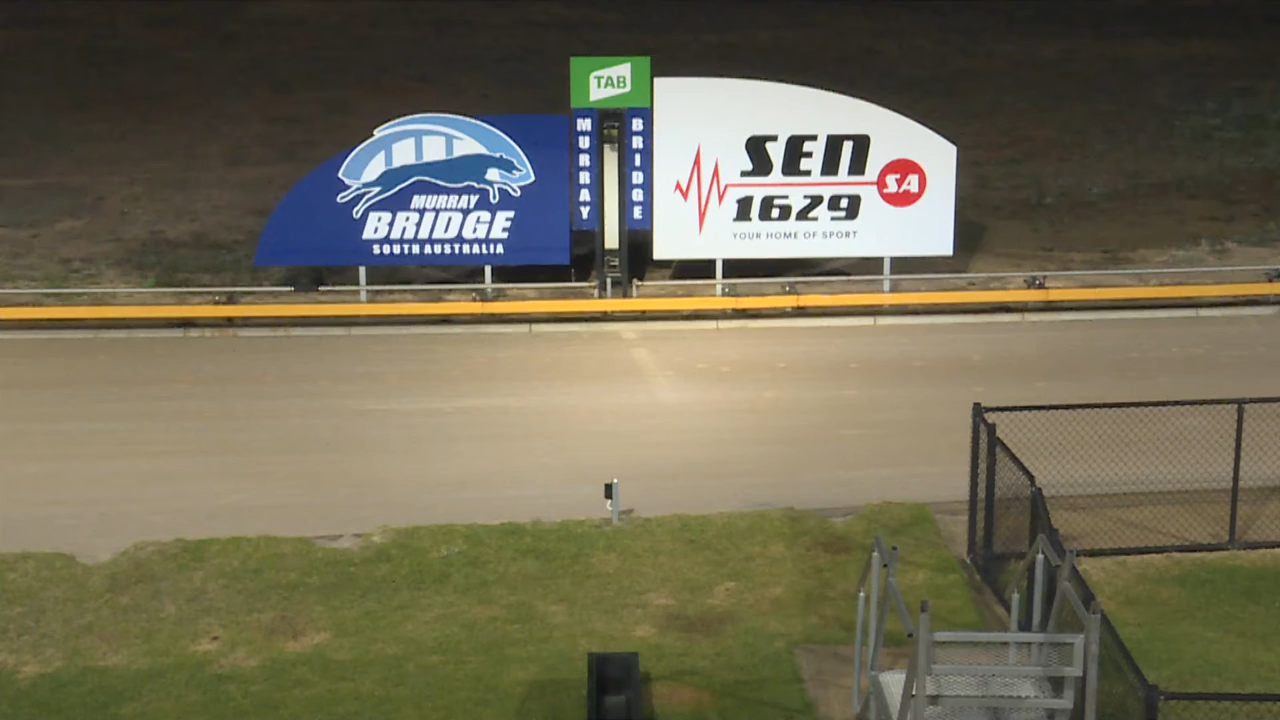 TAB
MURRAY
BRIDGE
MURRAY
BRIDGE
SOUTH AUSTRALIA
SEN
SA
1629
YOUR HOME OF SPORT